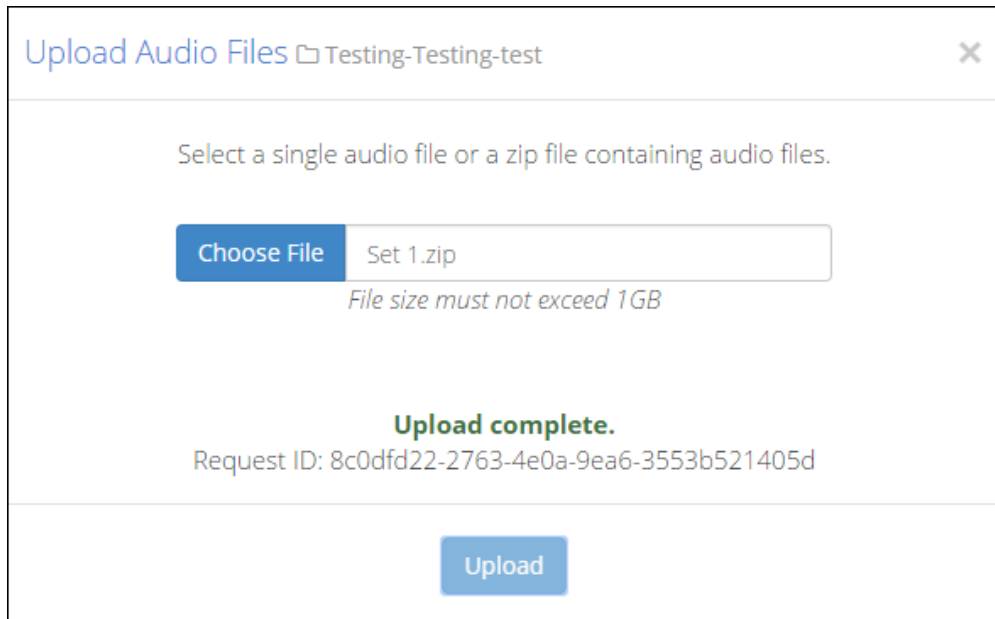 Upload Audio Files Testing-Testing-test
Select a single audio file or a zip file containing audio files.
Choose File Set 1.zip
File size must not exceed 1GB
Upload complete.
Request ID: 8c0dfd22-2763-4e0a-9ea6-3553b521405d
Upload